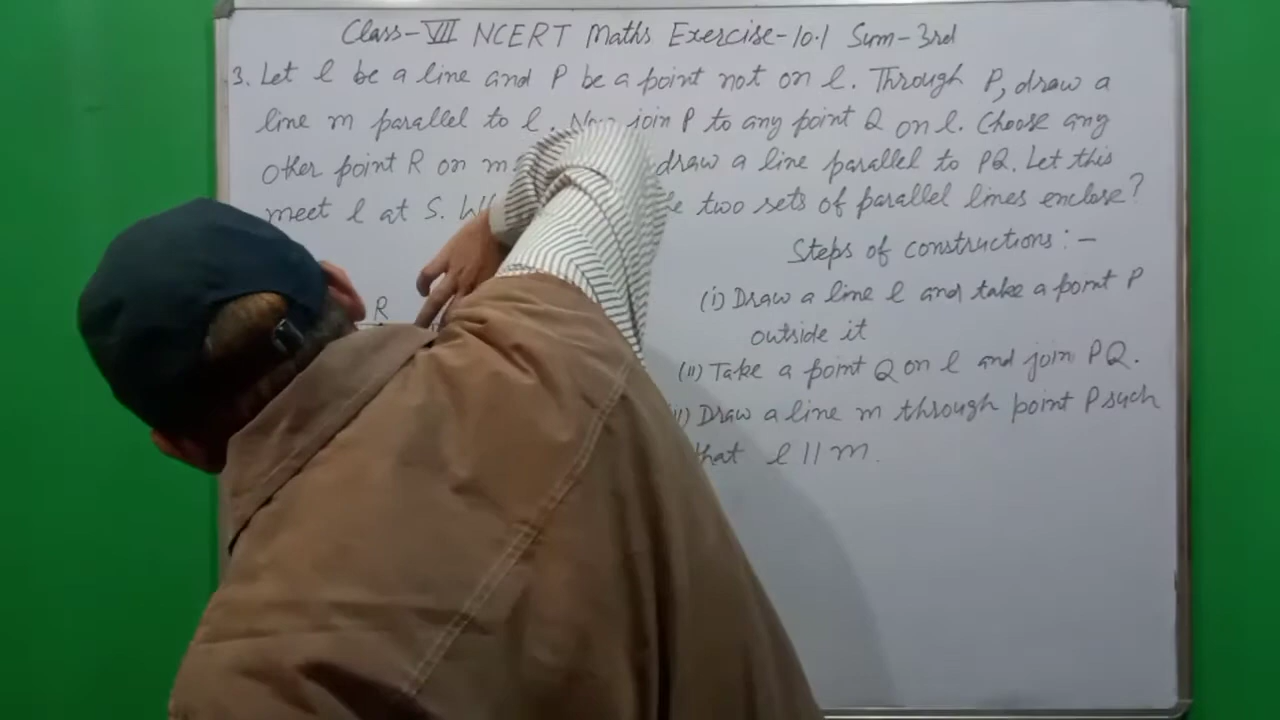 Class-VII NCERT Maths Exercise-10.1 Sum-3rd
3. Let l be a line and P be a point not on l. Through P, draw a
line m parallel to l. Now join P to any point Q on l. Choose any
other point R on m draw a line parallel to PQ. Let this
meet l at S. two sets of parallel lines enclose?
Steps of constructions:-
(i) Draw a line l and take a point P
outside it
(ii) Take a point Q on l and join PQ.
Draw a line m through point P such
that l || m.
R